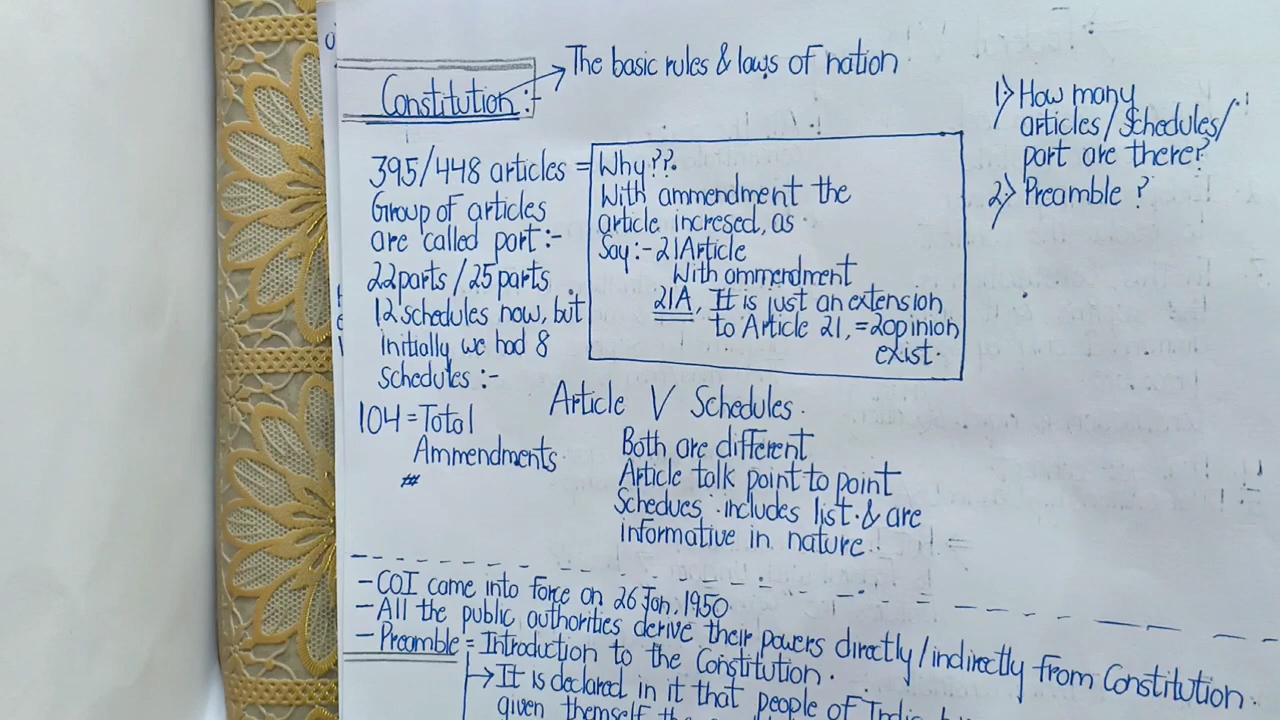 The basic rules & laws of nation
Constitution :-
395/448 articles =
Group of articles
are called part :-
22 parts / 25 parts
12 schedules now, but
initially we had 8
schedules :-
104 = Total
Ammendments
#
Why??
With ammendment the
article incresed, as
Say :- 21 Article
With ammerdment
21A, It is just an extension
to Article 21, = 2 opinion
exist.
1> How many
articles / Schedules /
part are there?
2> Preamble ?
Article V Schedules.
Both are different
Article talk point to point
Schedues includes list & are
informative in nature
- COI came into force on 26 Jan, 1950
- All the public authorities derive their powers directly / indirectly from Constitution.
- Preamble = Introduction to the Constitution.
→ It is declared in it that people of India
given themself